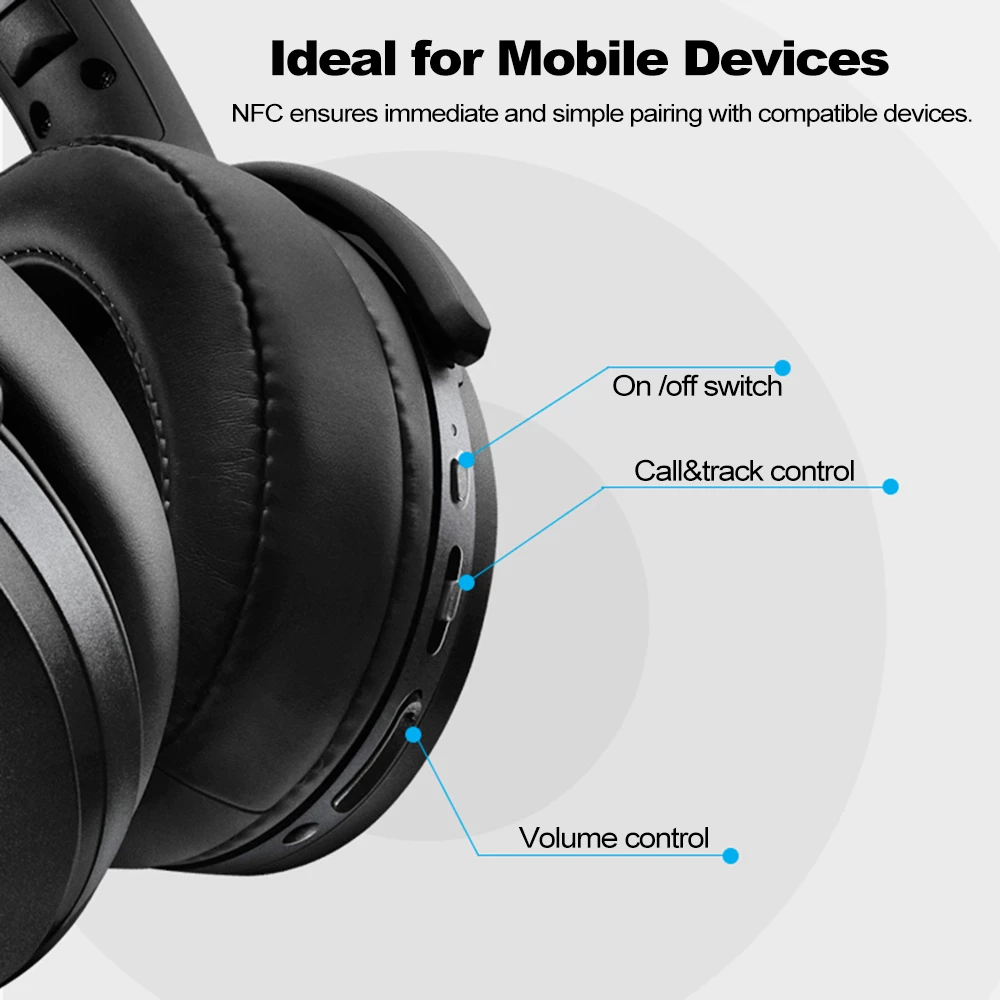 Ideal for Mobile Devices
NFC ensures immediate and simple pairing with compatible devices.
On /off switch
Call&track control
Volume control